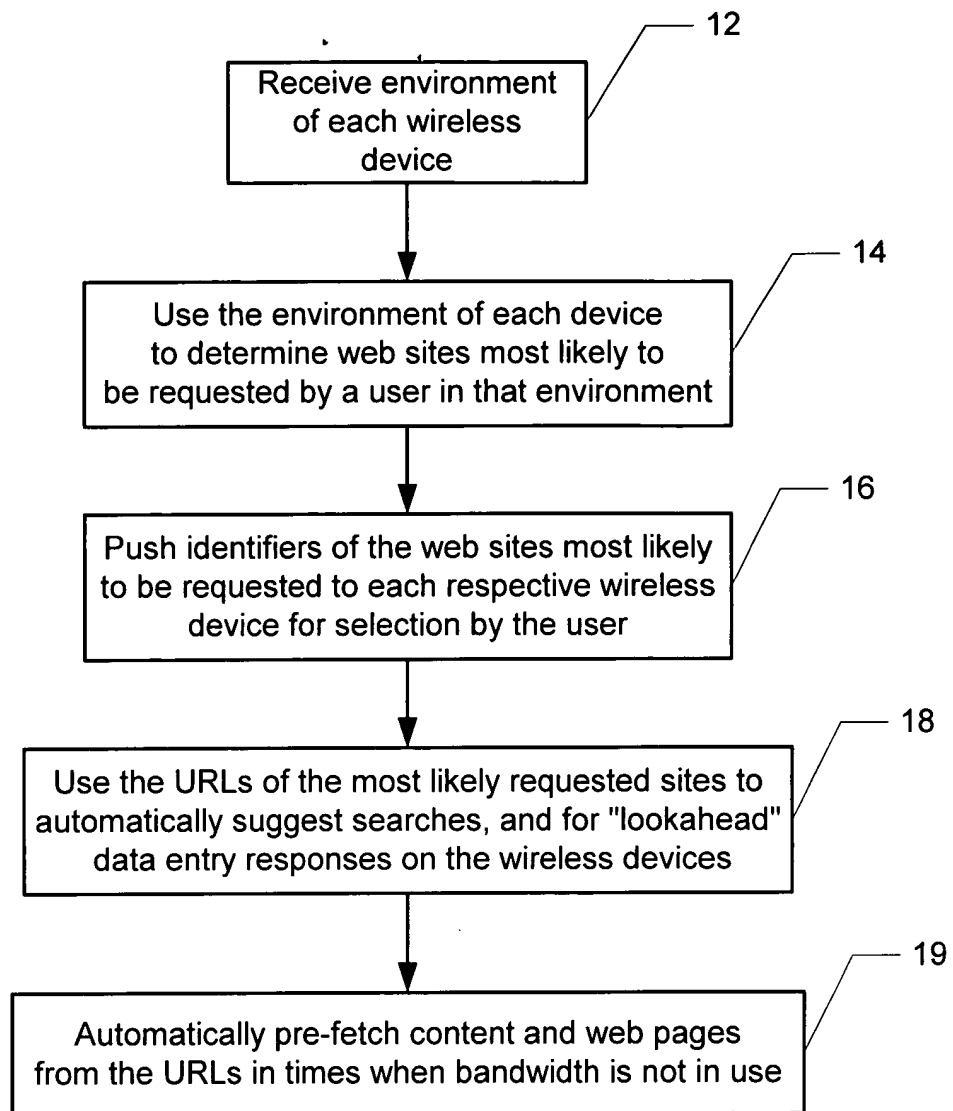 12
Receive environment
of each wireless
device
14
Use the environment of each device
to determine web sites most likely to
be requested by a user in that environment
16
Push identifiers of the web sites most likely
to be requested to each respective wireless
device for selection by the user
18
Use the URLs of the most likely requested sites to
automatically suggest searches, and for "lookahead"
data entry responses on the wireless devices
19
Automatically pre-fetch content and web pages
from the URLs in times when bandwidth is not in use